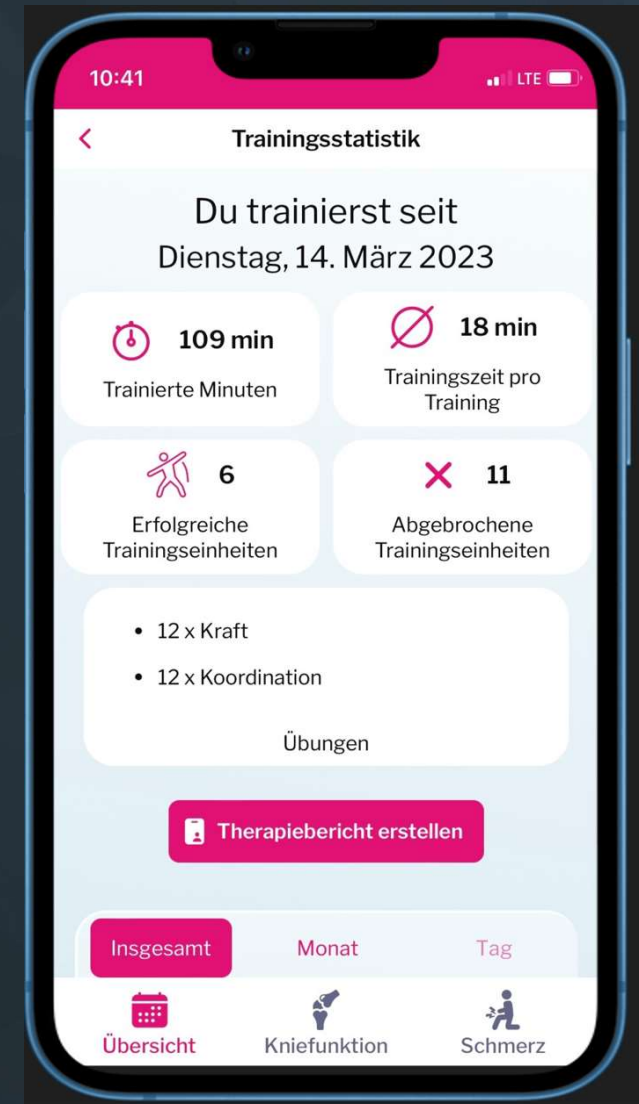 10:41
LTE
Trainingsstatistik
Du trainierst seit
Dienstag, 14. März 2023
109 min
Trainierte Minuten
18 min
Trainingszeit pro
Training
6
Erfolgreiche
Trainingseinheiten
11
Abgebrochene
Trainingseinheiten
• 12 x Kraft
• 12 x Koordination
Übungen
Therapiebericht erstellen
Insgesamt Monat Tag
Übersicht Kniefunktion Schmerz